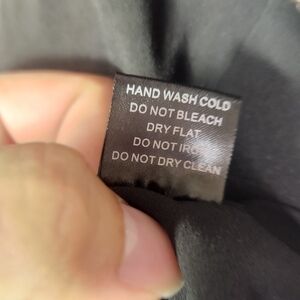 HAND WASH COLD
DO NOT BLEACH
DRY FLAT
DO NOT IRON
DO NOT DRY CLEAN